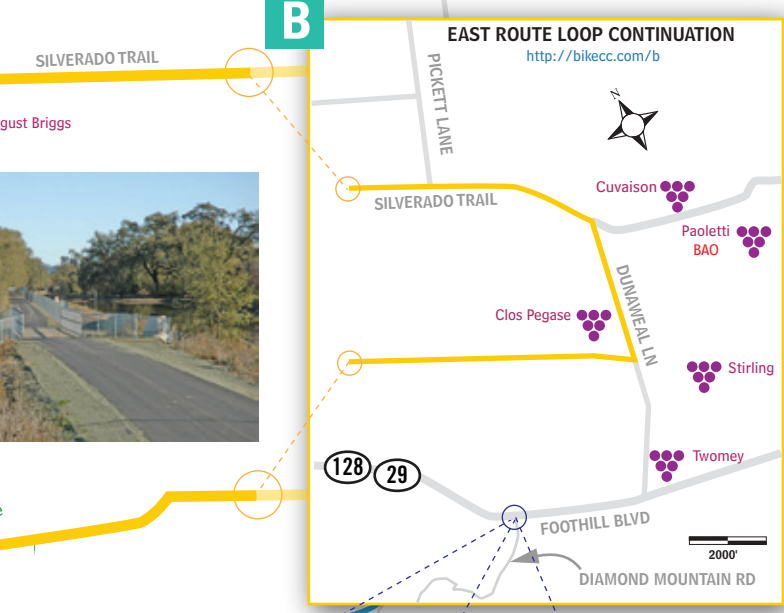 B
EAST ROUTE LOOP CONTINUATION
http://bikecc.com/b
SILVERADO TRAIL
gust Briggs
PICKETT LANE
N
SILVERADO TRAIL
Cuvaison
Paoletti
BAO
DUNAWEAL LN
Clos Pegase
Stirling
Twomey
128
29
FOOTHILL BLVD
2000'
DIAMOND MOUNTAIN RD
e